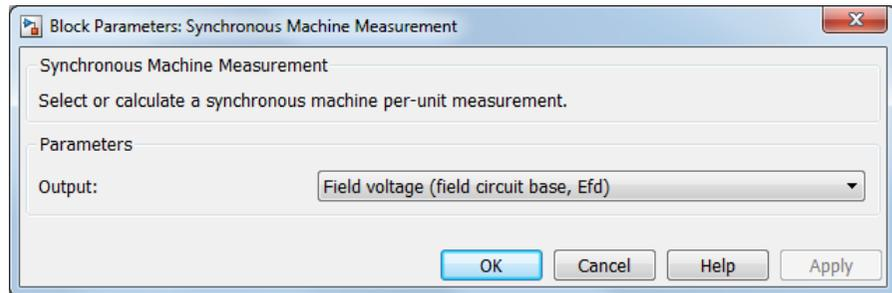 Block Parameters: Synchronous Machine Measurement
Synchronous Machine Measurement
Select or calculate a synchronous machine per-unit measurement.
Parameters
Output: Field voltage (field circuit base, Efd)
OK Cancel Help Apply